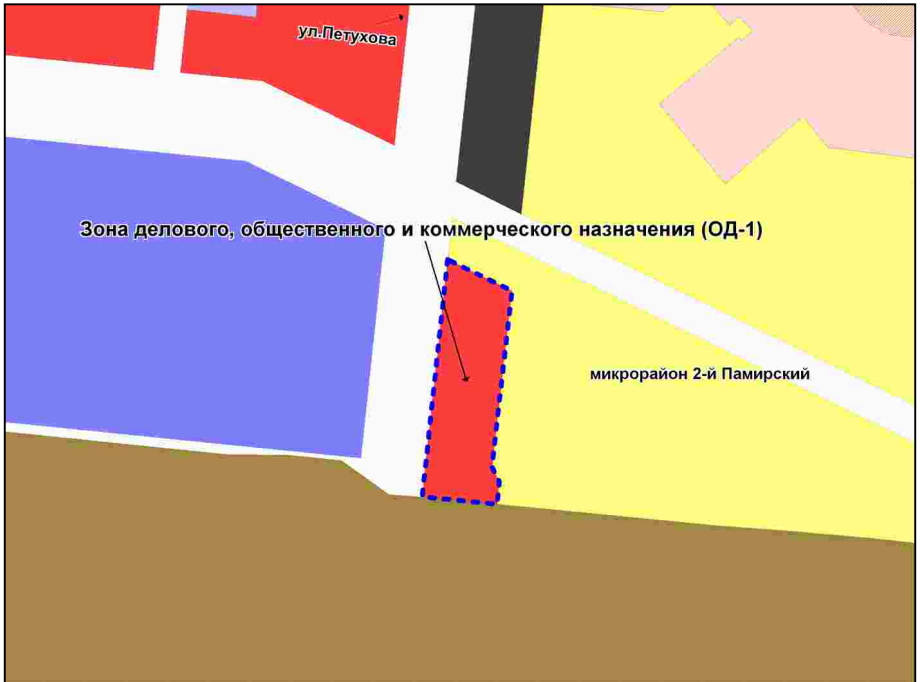 ул.Петухова
Зона делового, общественного и коммерческого назначения (ОД-1)
микрорайон 2-й Памирский